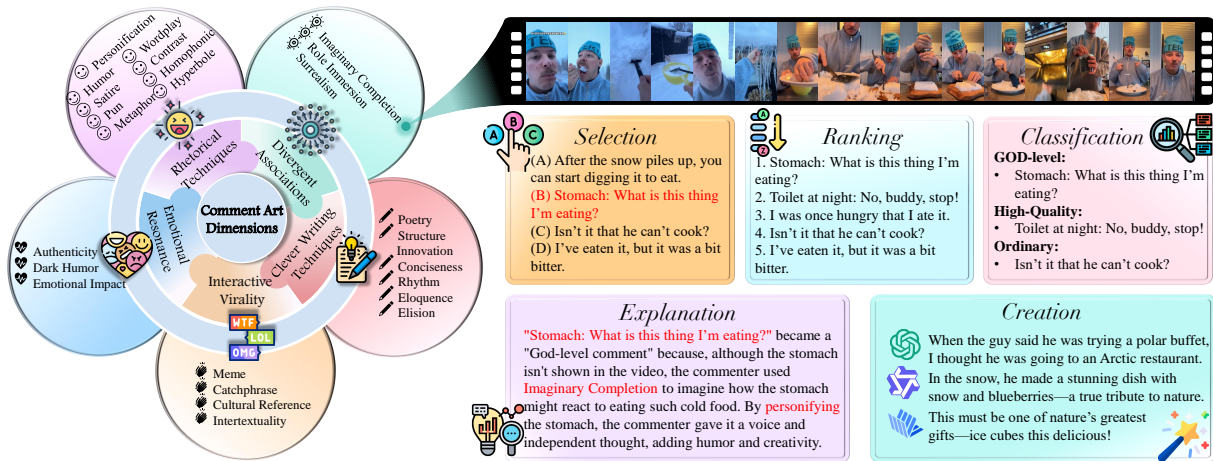 Personification
Humor
Satire
Pun
Metaphor
Wordplay
Contrast
Homophonic
Hyperbole
Imaginary Completion
Role Immersion
Surrealism
Rhetorical
Techniques
Divergent
Associations
Emotional
Resonance
Comment Art
Dimensions
Clever Writing
Techniques
Interactive
Virality
Authenticity
Dark Humor
Emotional Impact
Poetry
Structure
Innovation
Conciseness
Rhythm
Eloquence
Elision
WTF
LOL
OMG
Meme
Catchphrase
Cultural Reference
Intertextuality
A B C
Selection
(A) After the snow piles up, you
can start digging it to eat.
(B) Stomach: What is this thing
I'm eating?
(C) Isn't it that he can't cook?
(D) I've eaten it, but it was a bit
bitter.
A
Z
Ranking
1. Stomach: What is this thing I'm
eating?
2. Toilet at night: No, buddy, stop!
3. I was once hungry that I ate it.
4. Isn't it that he can't cook?
5. I've eaten it, but it was a bit
bitter.
Classification
GOD-level:
• Stomach: What is this thing I'm
eating?
High-Quality:
• Toilet at night: No, buddy, stop!
Ordinary:
• Isn't it that he can't cook?
Explanation
"Stomach: What is this thing I'm eating?" became a
"God-level comment" because, although the stomach
isn't shown in the video, the commenter used
Imaginary Completion to imagine how the stomach
might react to eating such cold food. By personifying
the stomach, the commenter gave it a voice and
independent thought, adding humor and creativity.
Creation
When the guy said he was trying a polar buffet,
I thought he was going to an Arctic restaurant.
In the snow, he made a stunning dish with
snow and blueberries—a true tribute to nature.
This must be one of nature's greatest
gifts—ice cubes this delicious!